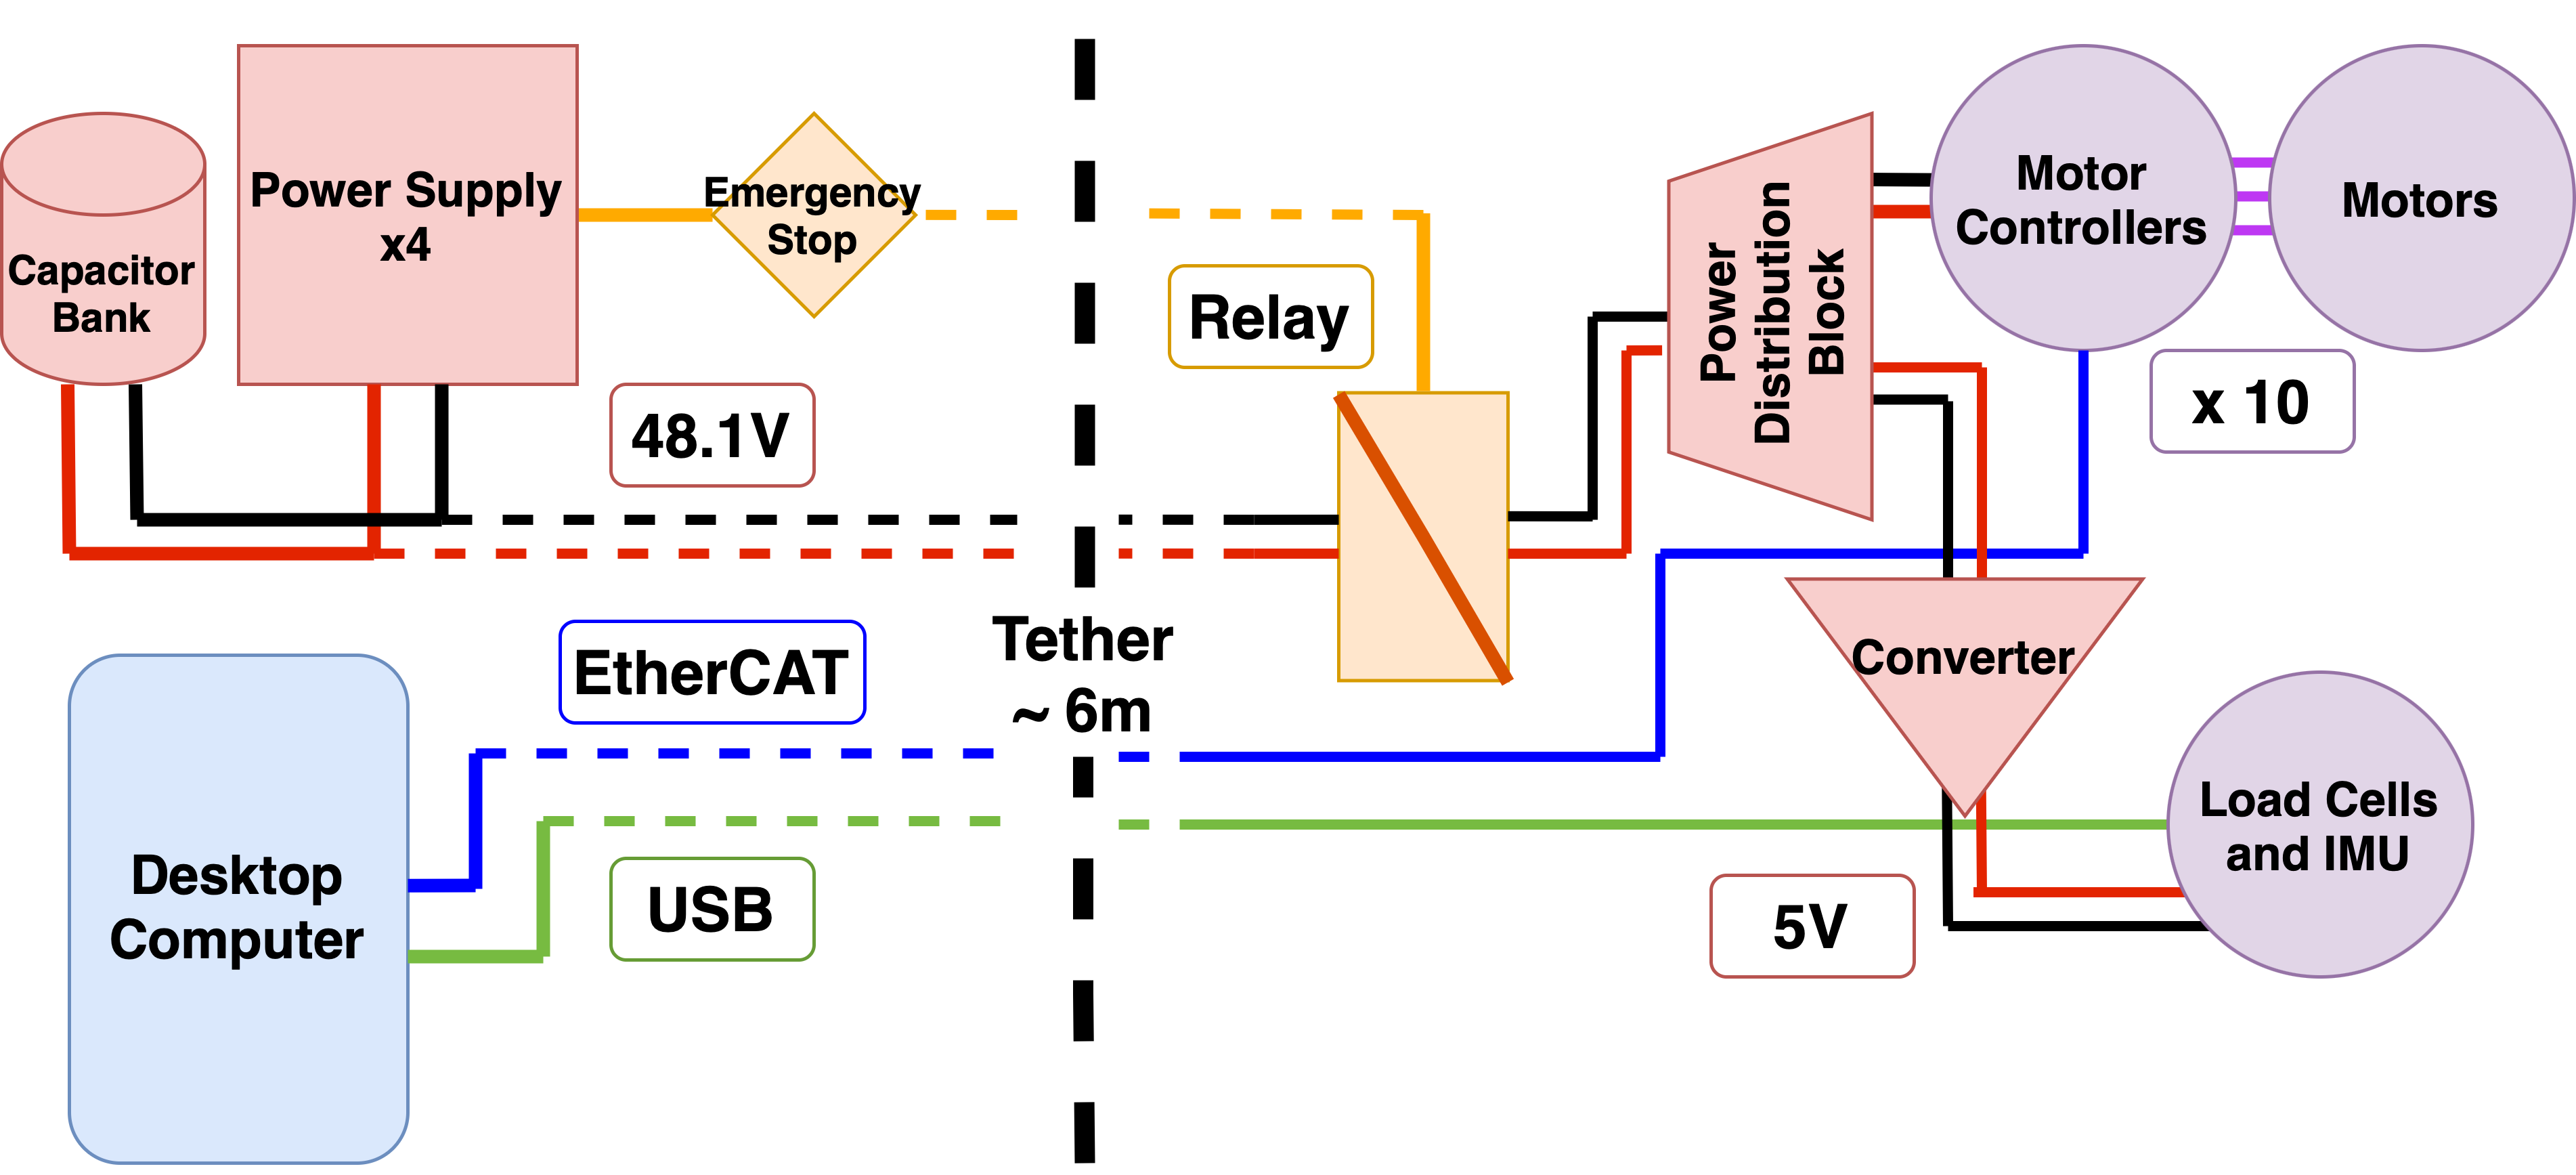 Capacitor
Bank
Power Supply
x4
Emergency
Stop
48.1V
Relay
Power
Distribution
Block
Motor
Controllers
Motors
x 10
EtherCAT
Tether
~ 6m
Converter
Desktop
Computer
USB
5V
Load Cells
and IMU